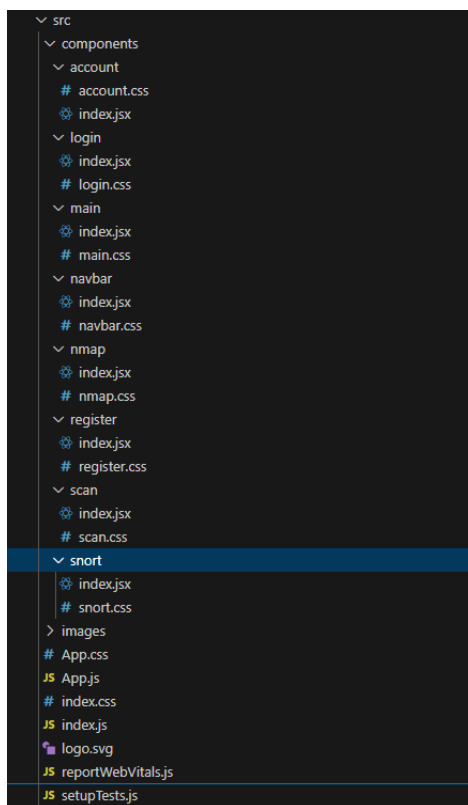 src
components
account
# account.css
index.jsx
login
index.jsx
# login.css
main
index.jsx
# main.css
navbar
index.jsx
# navbar.css
nmap
index.jsx
# nmap.css
register
index.jsx
# register.css
scan
index.jsx
# scan.css
snort
index.jsx
# snort.css
images
# App.css
JS App.js
# index.css
JS index.js
logo.svg
JS reportWebVitals.js
JS setupTests.js